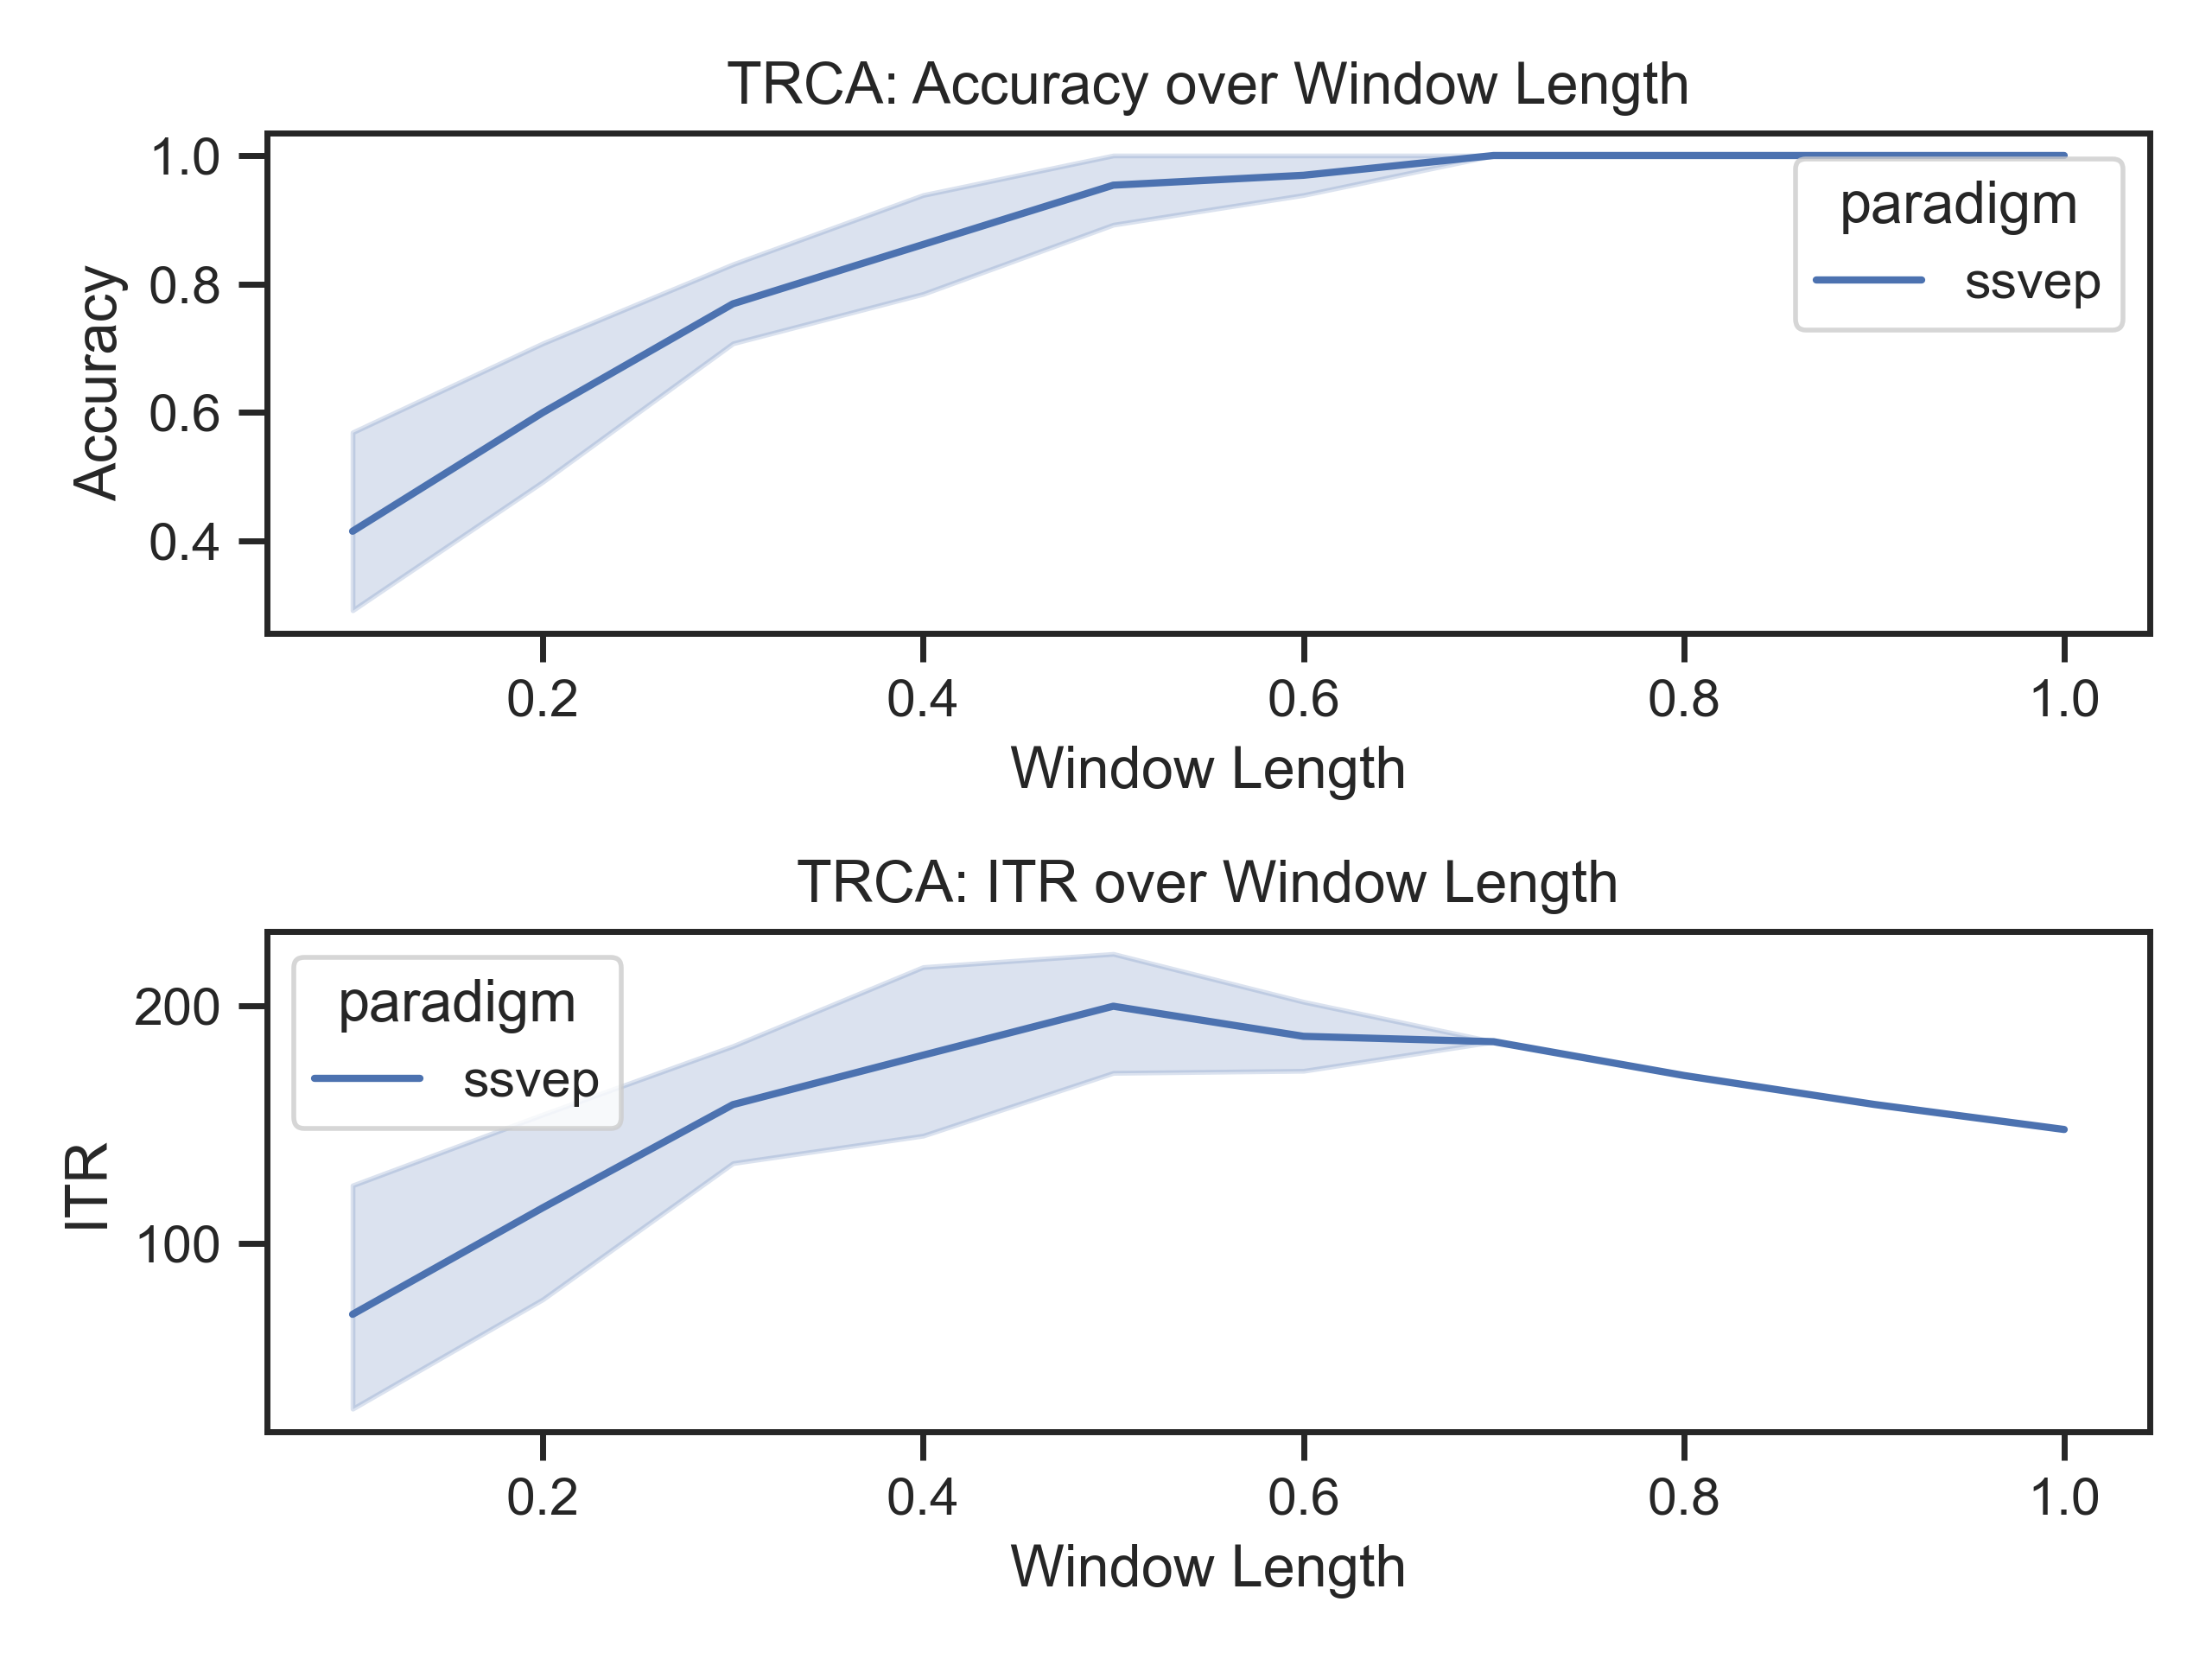 TRCA: Accuracy over Window Length
1.0
0.8
0.6
0.4
Accuracy
paradigm
ssvep
0.2 0.4 0.6 0.8 1.0
Window Length
TRCA: ITR over Window Length
200
100
ITR
paradigm
ssvep
0.2 0.4 0.6 0.8 1.0
Window Length